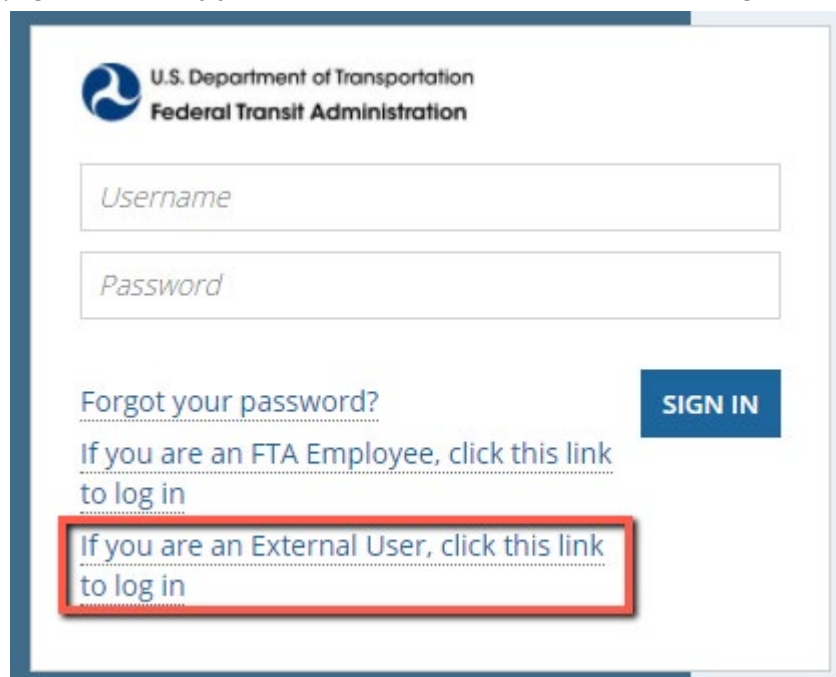 U.S. Department of Transportation
Federal Transit Administration
Username
Password
Forgot your password?
SIGN IN
If you are an FTA Employee, click this link
to log in
If you are an External User, click this link
to log in